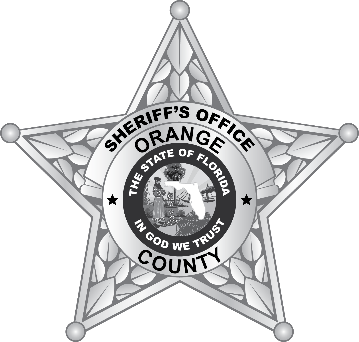 SHERIFF'S OFFICE
ORANGE
THE STATE OF FLORIDA
IN GOD WE TRUST
COUNTY